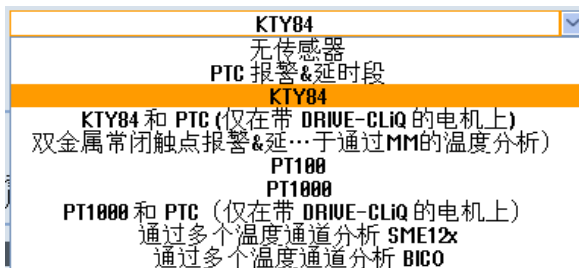 KTY84
无传感器
PTC 报警&延时段
KTY84
KTY84 和 PTC (仅在带 DRIVE-CLiQ 的电机上)
双金属常闭触点报警&延…于通过MM的温度分析）
PT100
PT1000
PT1000 和 PTC（仅在带 DRIVE-CLiQ 的电机上）
通过多个温度通道分析 SME12x
通过多个温度通道分析 BICO